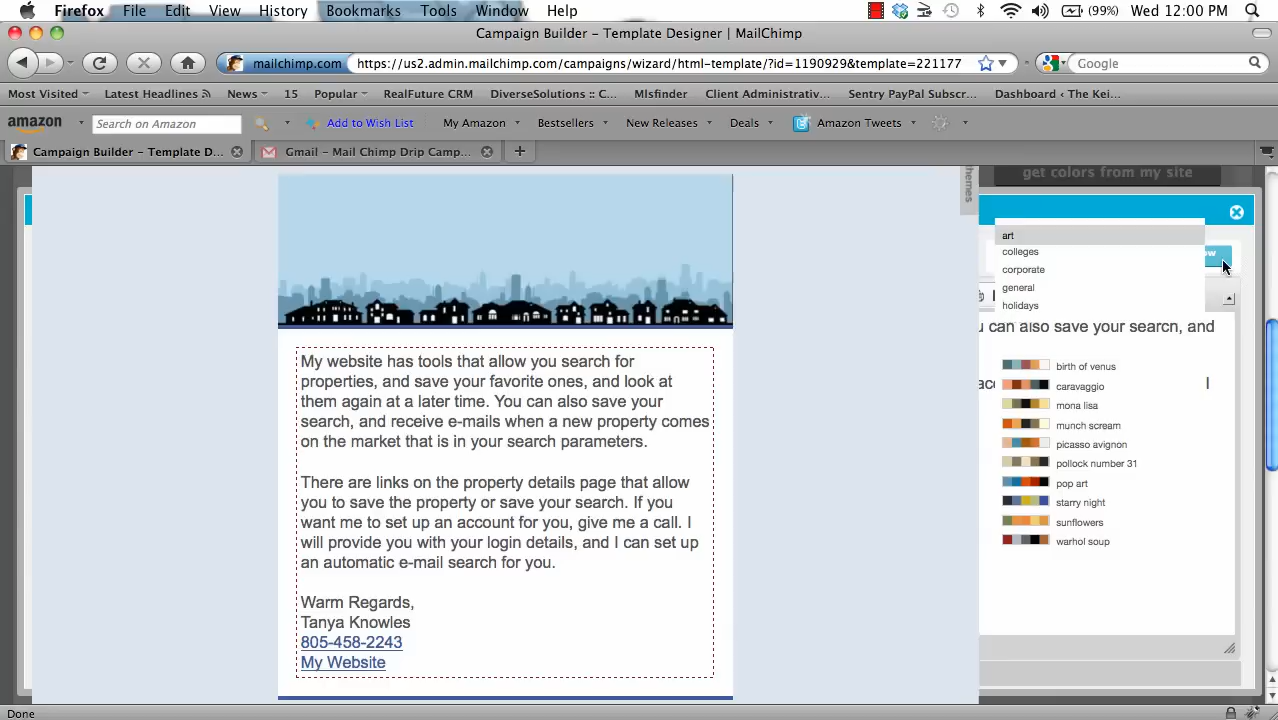 Firefox File Edit View History Bookmarks Tools Window Help (99%) Wed 12:00 PM
Campaign Builder – Template Designer | MailChimp
mailchimp.com https://us2.admin.mailchimp.com/campaigns/wizard/html-template/?id=1190929&template=221177 Google
Most Visited Latest Headlines News 15 Popular RealFuture CRM DiverseSolutions :: C... MIsfinder Client Administrativ... Sentry PayPal Subscr... Dashboard ‹ The Kei...
amazon Search on Amazon Add to Wish List My Amazon Bestsellers New Releases Deals Amazon Tweets
Campaign Builder – Template D... Gmail – Mail Chimp Drip Camp...
get colors from my site
hemes
art
colleges
corporate
general
holidays
u can also save your search, and
I
birth of venus
caravaggio
mona lisa
munch scream
picasso avignon
pollock number 31
pop art
starry night
sunflowers
warhol soup
My website has tools that allow you search for
properties, and save your favorite ones, and look at
them again at a later time. You can also save your
search, and receive e-mails when a new property comes
on the market that is in your search parameters.
There are links on the property details page that allow
you to save the property or save your search. If you
want me to set up an account for you, give me a call. I
will provide you with your login details, and I can set up
an automatic e-mail search for you.
Warm Regards,
Tanya Knowles
805-458-2243
My Website
Done